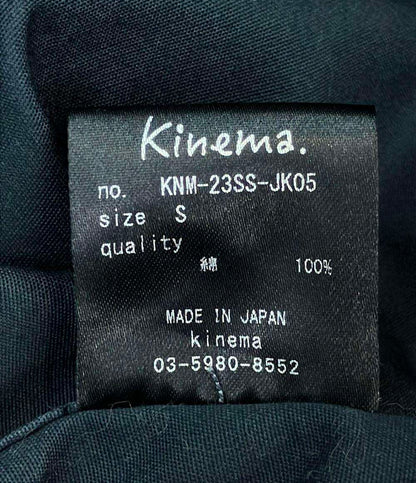 Kinema.
no. KNM-23SS-JK05
size S
quality
綿 100%
MADE IN JAPAN
kinema
03-5980-8552